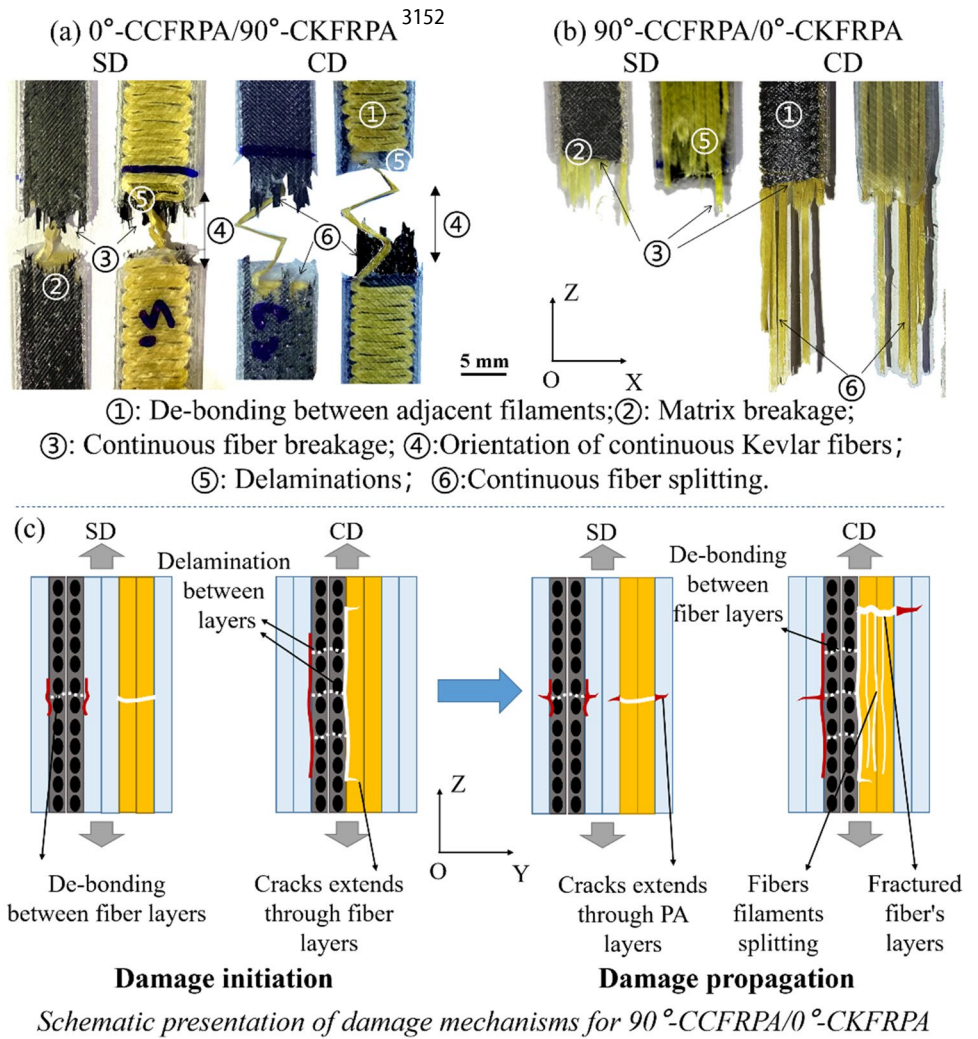 3152
(a) 0°-CCFRPA/90°-CKFRPA
(b) 90°-CCFRPA/0°-CKFRPA
SD
CD
SD
CD
①
①
②
⑤
⑤
⑤
④
④
③
⑥
②
③
5 mm
Z
O
X
⑥
①: De-bonding between adjacent filaments;②: Matrix breakage;
③: Continuous fiber breakage; ④:Orientation of continuous Kevlar fibers;
⑤: Delaminations; ⑥:Continuous fiber splitting.
(c)
SD
CD
SD
CD
Delamination
between
layers
De-bonding
between
fiber layers
Z
O
Y
De-bonding
between fiber layers
Cracks extends
through fiber
layers
Cracks extends
through PA
layers
Fibers
filaments
splitting
Fractured
fiber's
layers
Damage initiation
Damage propagation
Schematic presentation of damage mechanisms for 90°-CCFRPA/0°-CKFRPA